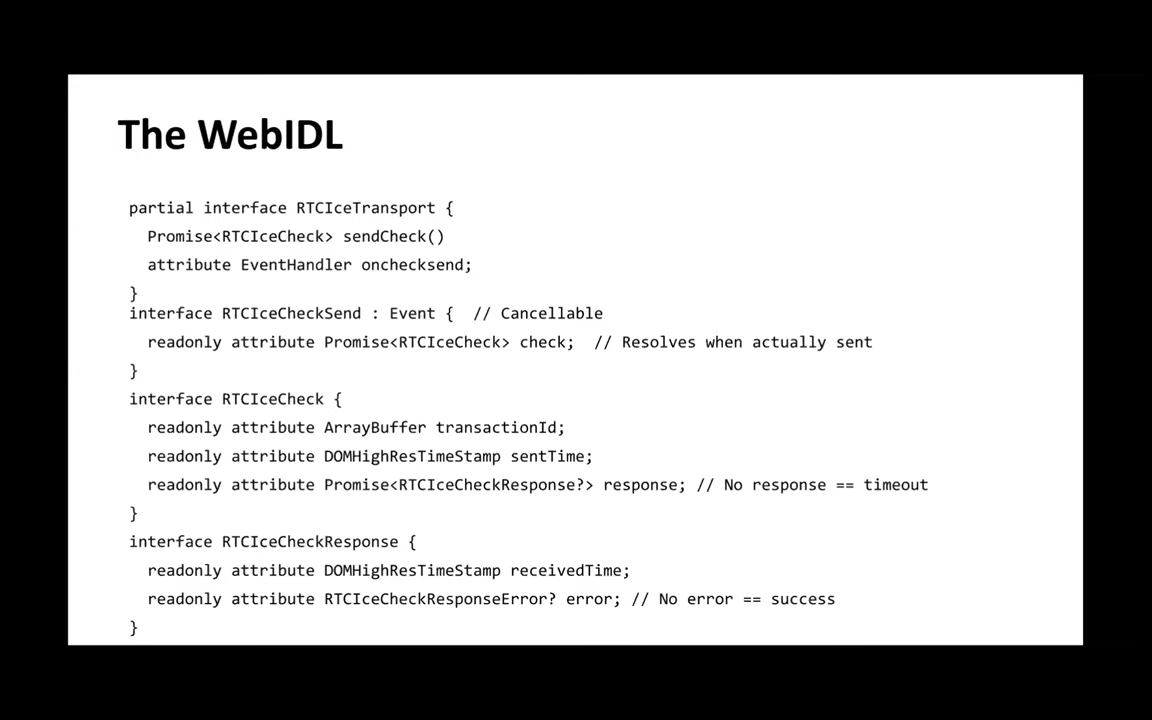 The WebIDL
partial interface RTCIceTransport {
  Promise<RTCIceCheck> sendCheck()
  attribute EventHandler onchecksend;
}
interface RTCIceCheckSend : Event {  // Cancellable
  readonly attribute Promise<RTCIceCheck> check;  // Resolves when actually sent
}
interface RTCIceCheck {
  readonly attribute ArrayBuffer transactionId;
  readonly attribute DOMHighResTimeStamp sentTime;
  readonly attribute Promise<RTCIceCheckResponse?> response; // No response == timeout
}
interface RTCIceCheckResponse {
  readonly attribute DOMHighResTimeStamp receivedTime;
  readonly attribute RTCIceCheckResponseError? error; // No error == success
}